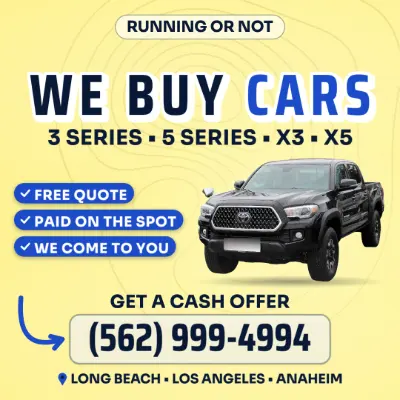 RUNNING OR NOT
WE BUY CARS
3 SERIES ▪ 5 SERIES ▪ X3 ▪ X5
FREE QUOTE
PAID ON THE SPOT
WE COME TO YOU
GET A CASH OFFER
(562) 999-4994
LONG BEACH ▪ LOS ANGELES ▪ ANAHEIM